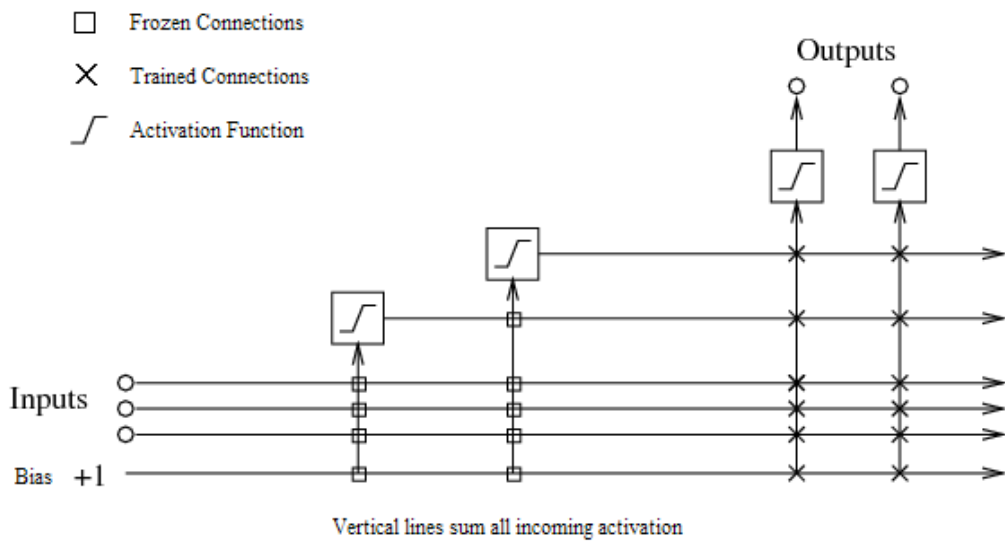 Frozen Connections
Trained Connections
Activation Function
Outputs
Inputs
Bias +1
Vertical lines sum all incoming activation